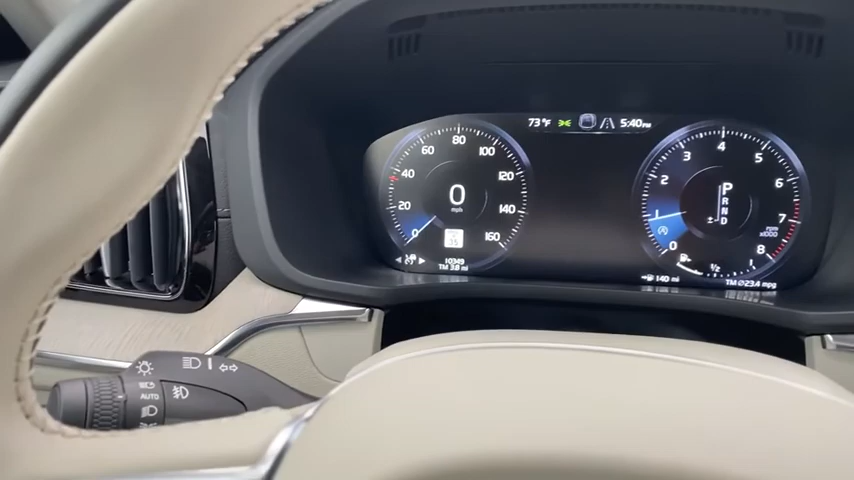 73°F 5:40PM
0 20 40 60 80 100 120 140 160
0
mph
35
10349
TM 3.8 mi
0 1 2 3 4 5 6 7 8
P
R
N
D
±
rpm
x1000
A
1/2
140 mi
TM ∅23.4 mpg
AUTO